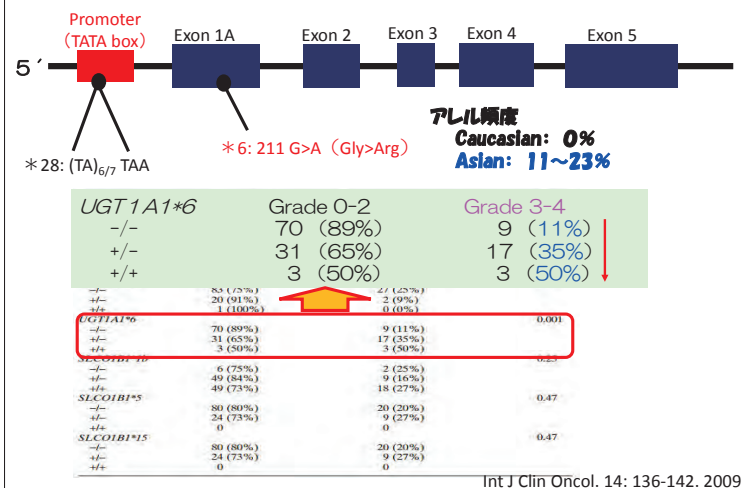 Promoter
(TATA box)
Exon 1A
Exon 2
Exon 3
Exon 4
Exon 5
5´
*28: (TA)6/7 TAA
*6: 211 G>A (Gly>Arg)
アレル頻度
Caucasian: 0%
Asian: 11~23%
UGT1A1*6 Grade 0-2 Grade 3-4
-/- 70 (89%) 9 (11%)
+/- 31 (65%) 17 (35%)
+/+ 3 (50%) 3 (50%)
-/- 83 (75%) 27 (25%)
+/- 20 (91%) 2 (9%)
+/+ 1 (100%) 0 (0%)
UGT1A1*6 0.001
-/- 70 (89%) 9 (11%)
+/- 31 (65%) 17 (35%)
+/+ 3 (50%) 3 (50%)
SLCO1B1*1b 0.25
-/- 6 (75%) 2 (25%)
+/- 49 (84%) 9 (16%)
+/+ 49 (73%) 18 (27%)
SLCO1B1*5 0.47
-/- 80 (80%) 20 (20%)
+/- 24 (73%) 9 (27%)
+/+ 0 0
SLCO1B1*15 0.47
-/- 80 (80%) 20 (20%)
+/- 24 (73%) 9 (27%)
+/+ 0 0
Int J Clin Oncol. 14: 136-142. 2009